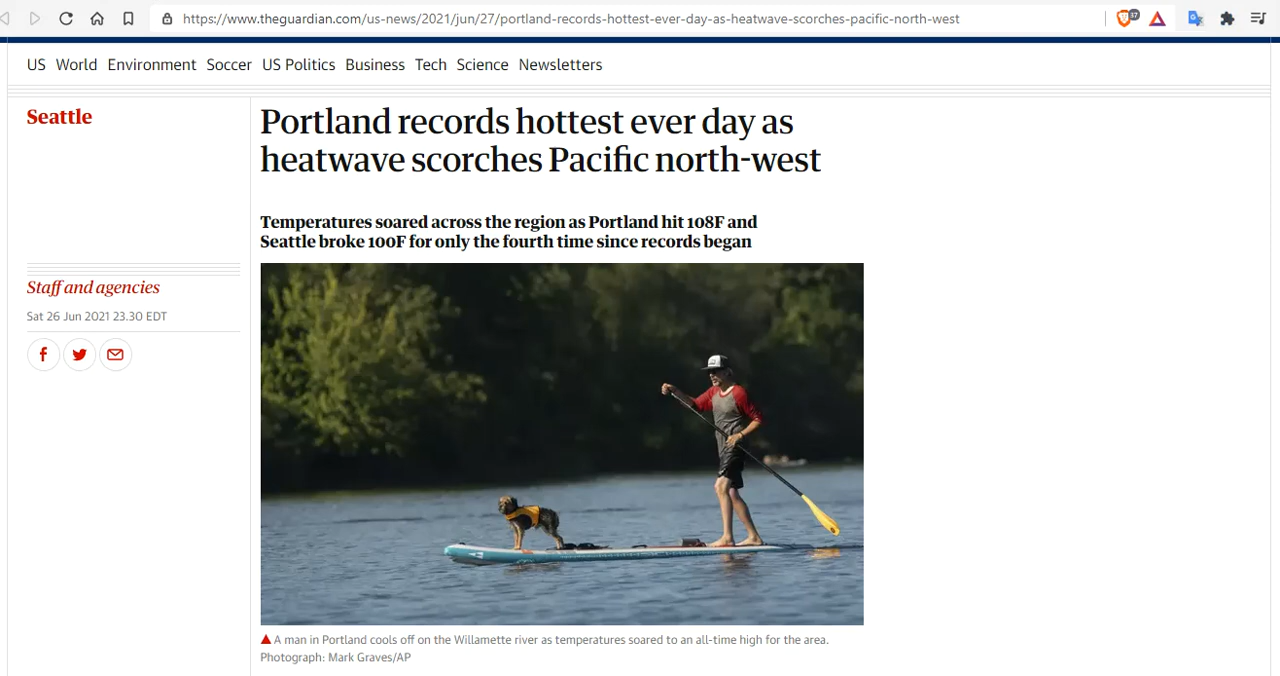 https://www.theguardian.com/us-news/2021/jun/27/portland-records-hottest-ever-day-as-heatwave-scorches-pacific-north-west
37
US World Environment Soccer US Politics Business Tech Science Newsletters
Seattle
Portland records hottest ever day as
heatwave scorches Pacific north-west
Temperatures soared across the region as Portland hit 108F and
Seattle broke 100F for only the fourth time since records began
Staff and agencies
Sat 26 Jun 2021 23.30 EDT
A man in Portland cools off on the Willamette river as temperatures soared to an all-time high for the area.
Photograph: Mark Graves/AP